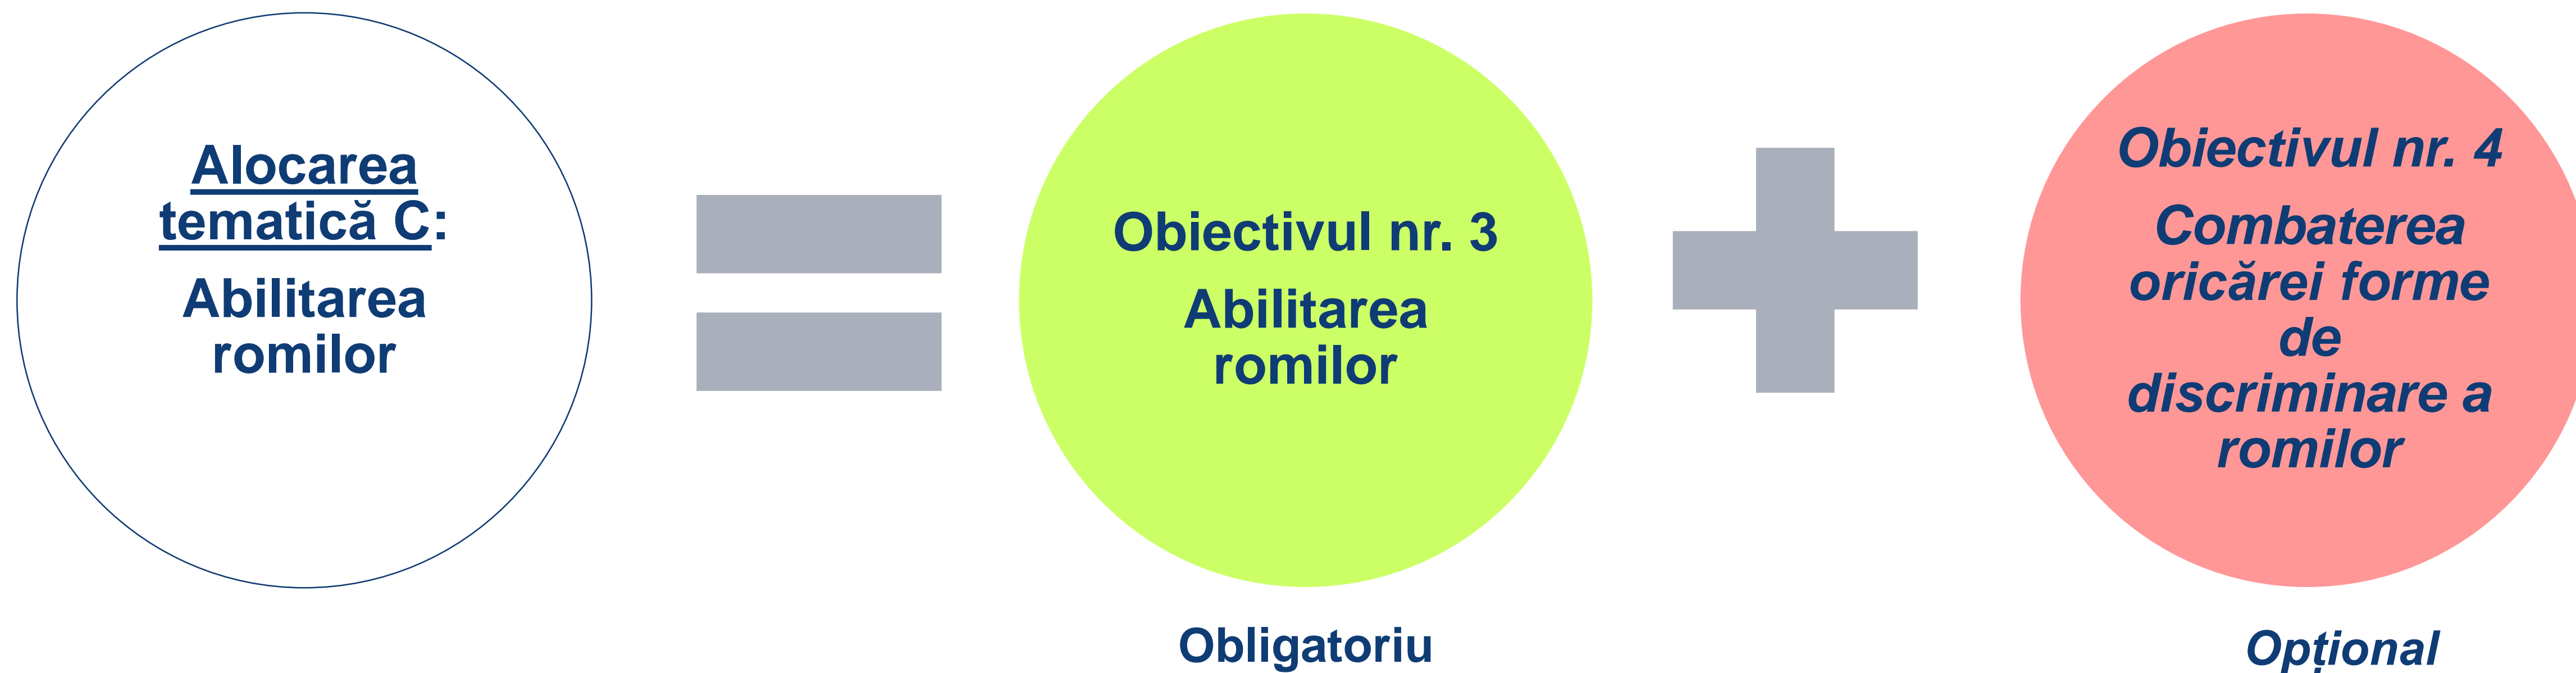 Alocarea
tematică C:
Abilitarea
romilor
Obiectivul nr. 3
Abilitarea
romilor
Obligatoriu
Obiectivul nr. 4
Combaterea
oricărei forme
de
discriminare a
romilor
Opțional